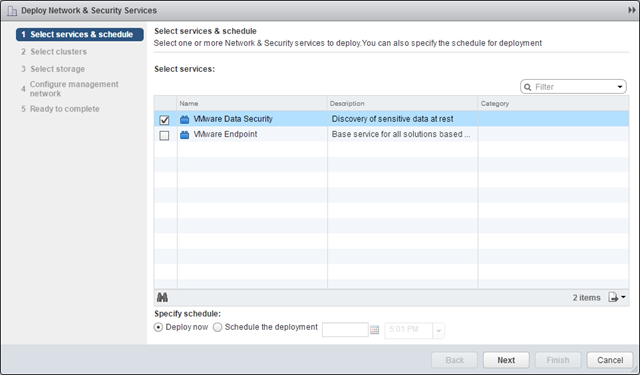 Deploy Network & Security Services
1 Select services & schedule
2 Select clusters
3 Select storage
4 Configure management
network
5 Ready to complete
Select services & schedule
Select one or more Network & Security services to deploy.You can also specify the schedule for deployment
Select services:
Filter
Name Description Category
VMware Data Security Discovery of sensitive data at rest
VMware Endpoint Base service for all solutions based ...
2 items
Specify schedule:
Deploy now Schedule the deployment 5:01 PM
Back Next Finish Cancel